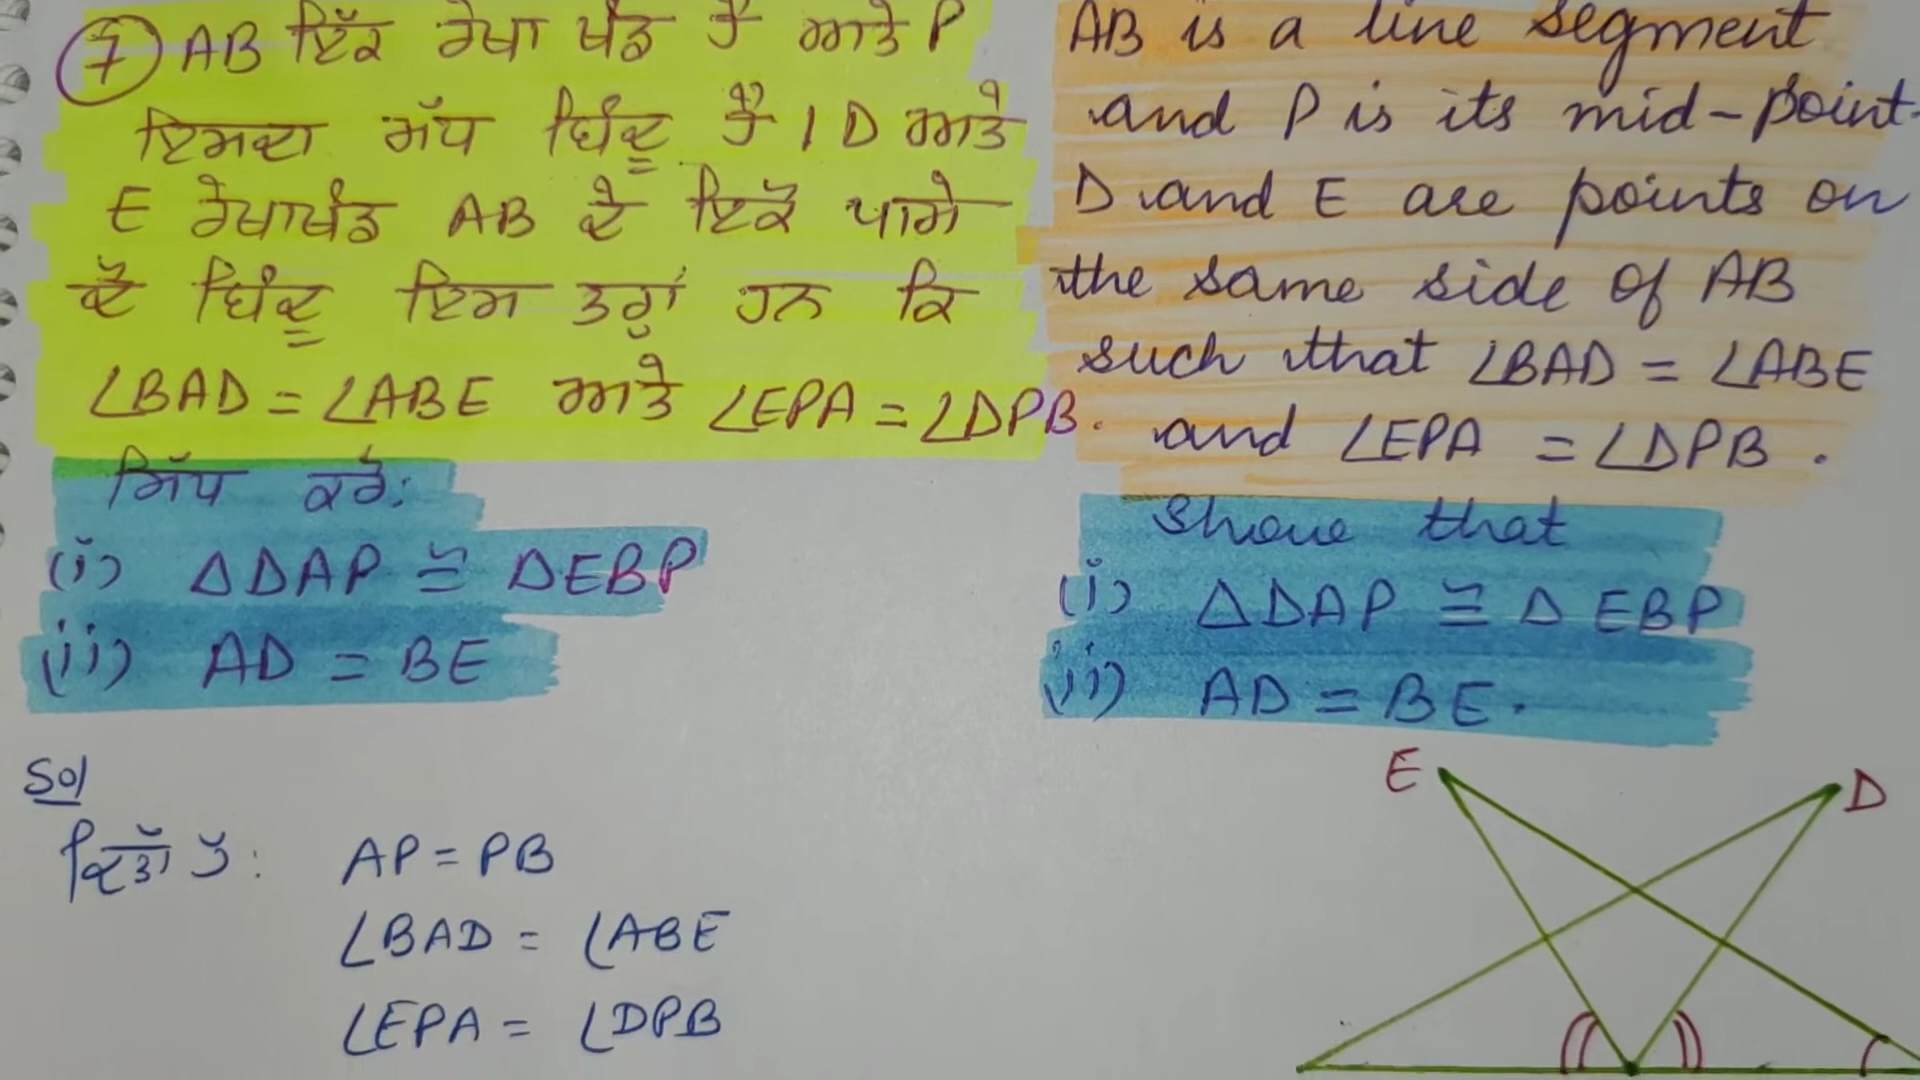 7 AB ਇੱਕ ਰੇਖਾ ਖੰਡ ਹੈ ਅਤੇ P
ਇਸਦਾ ਮੱਧ ਬਿੰਦੂ ਹੈ । D ਅਤੇ
E ਰੇਖਾਖੰਡ AB ਦੇ ਇੱਕੋ ਪਾਸੇ
ਦੋ ਬਿੰਦੂ ਇਸ ਤਰ੍ਹਾਂ ਹਨ ਕਿ
∠BAD = ∠ABE ਅਤੇ ∠EPA = ∠DPB.
ਸਿੱਧ ਕਰੋ:
(i) ΔDAP ≅ ΔEBP
(ii) AD = BE
AB is a line segment
and P is its mid-point.
D and E are points on
the same side of AB
such that ∠BAD = ∠ABE
and ∠EPA = ∠DPB .
Show that
(i) ΔDAP ≅ Δ EBP
(ii) AD = BE.
Sol
AP = PB
∠BAD = ∠ABE
∠EPA = ∠DPB
E
D